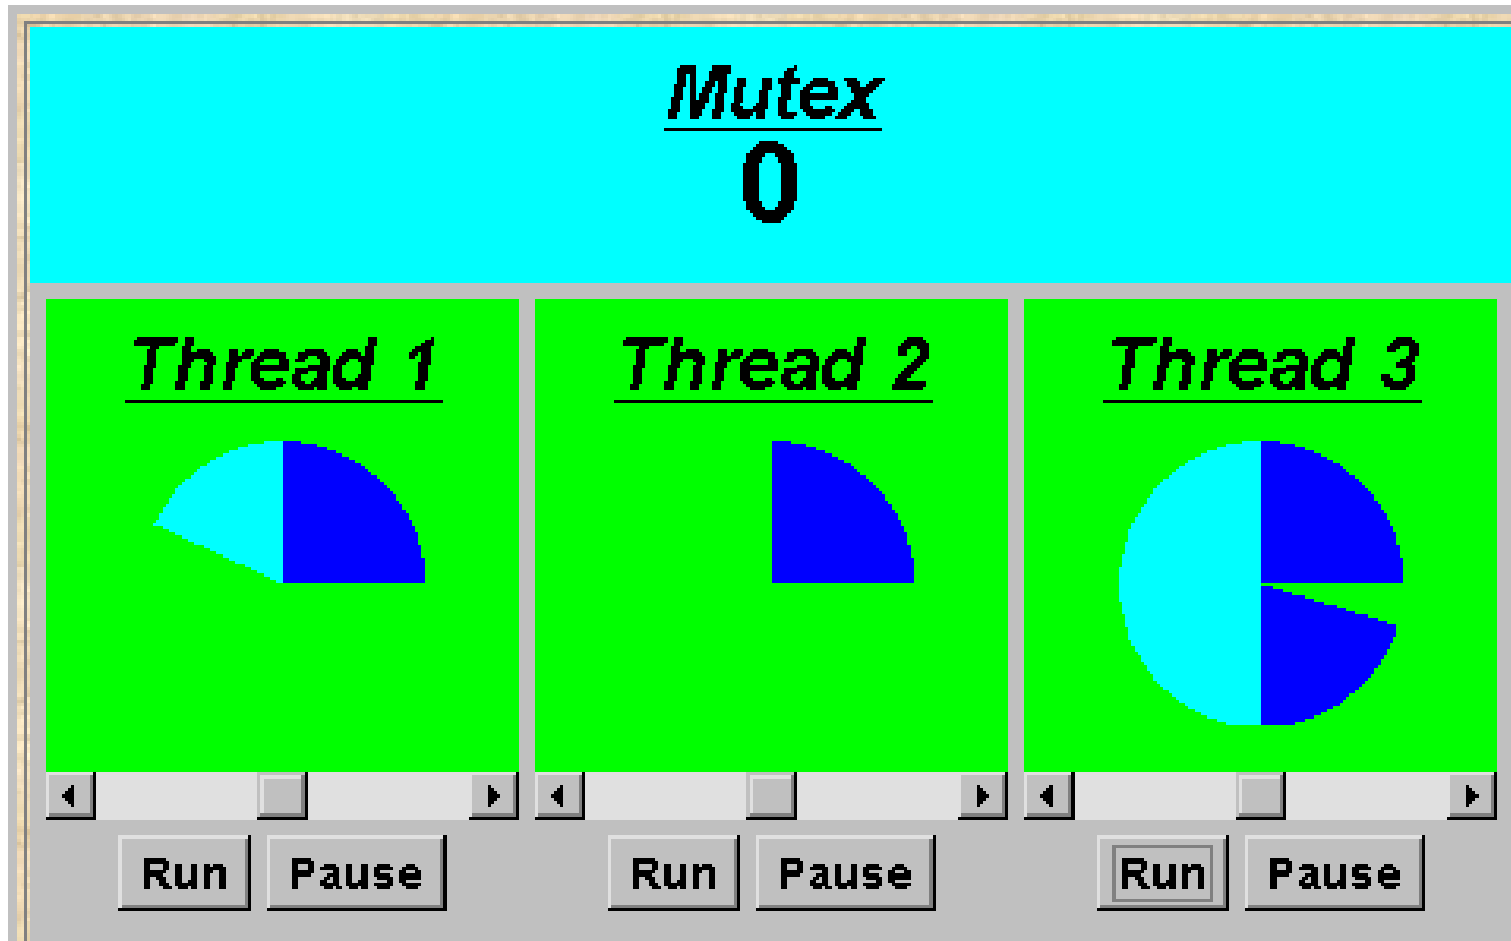 Mutex
0
Thread 1
Thread 2
Thread 3
Run
Pause
Run
Pause
Run
Pause